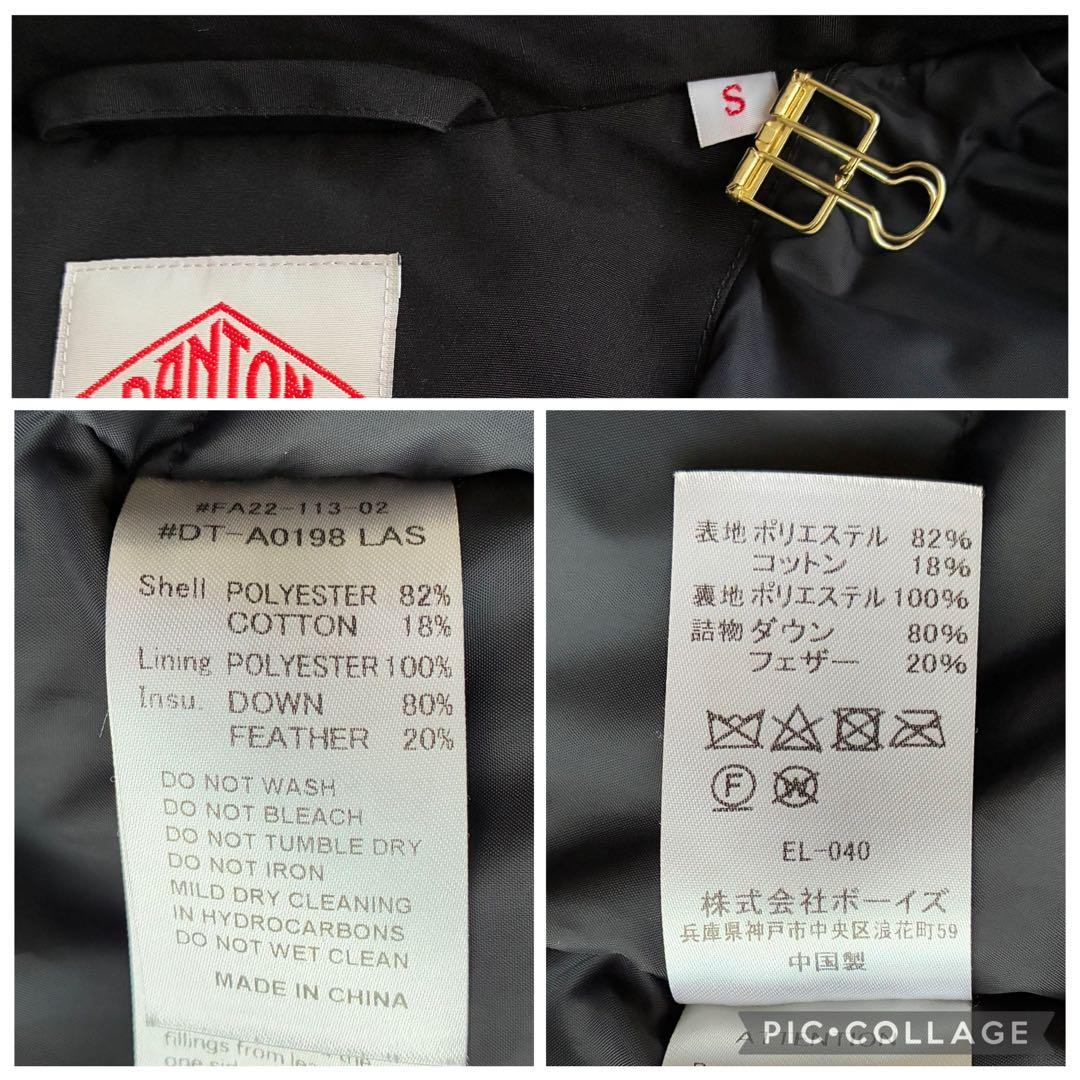 S
DANTON
#FA22-113-02
#DT-A0198 LAS
Shell POLYESTER 82%
COTTON 18%
Lining POLYESTER 100%
Insu. DOWN 80%
FEATHER 20%
DO NOT WASH
DO NOT BLEACH
DO NOT TUMBLE DRY
DO NOT IRON
MILD DRY CLEANING
IN HYDROCARBONS
DO NOT WET CLEAN
MADE IN CHINA
fillings from
one
表地 ポリエステル 82%
コットン 18%
裏地 ポリエステル 100%
詰物 ダウン 80%
フェザー 20%
F W
EL-040
株式会社ボーイズ
兵庫県神戸市中央区浪花町59
中国製
ATTENTION
PIC•COLLAGE